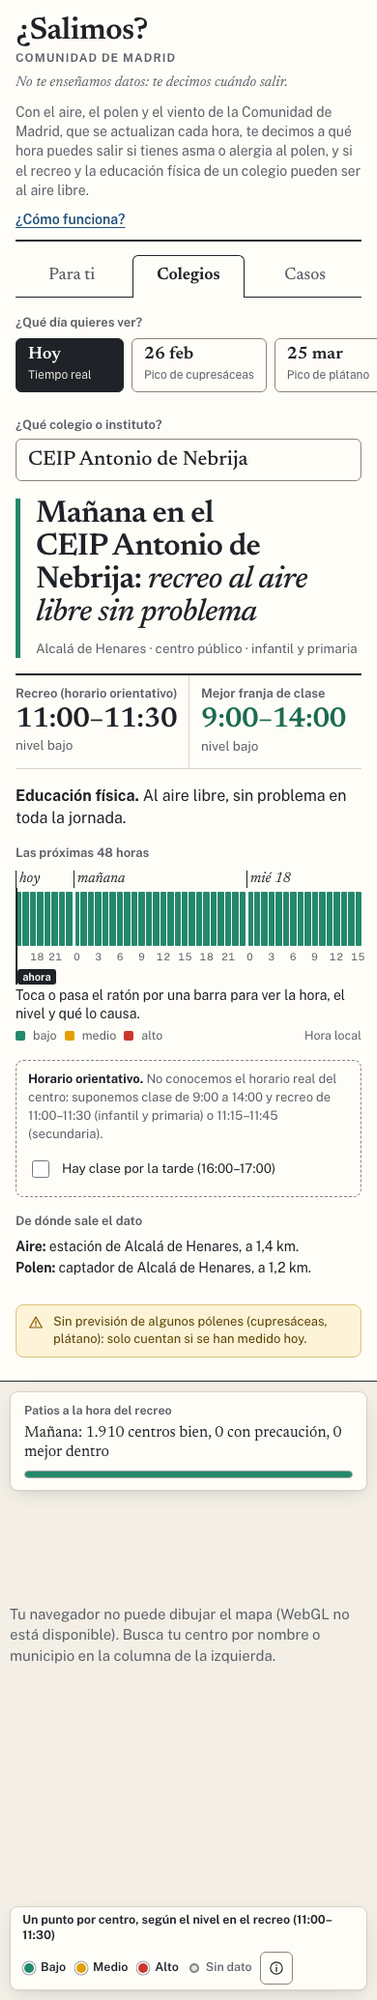 ¿Salimos?
COMUNIDAD DE MADRID
No te enseñamos datos: te decimos cuándo salir.
Con el aire, el polen y el viento de la Comunidad de
Madrid, que se actualizan cada hora, te decimos a qué
hora puedes salir si tienes asma o alergia al polen, y si
el recreo y la educación física de un colegio pueden ser
al aire libre.
¿Cómo funciona?
Para ti Colegios Casos
¿Qué día quieres ver?
Hoy 26 feb 25 mar
Tiempo real Pico de cupresáceas Pico de plátano
¿Qué colegio o instituto?
CEIP Antonio de Nebrija
Mañana en el
CEIP Antonio de
Nebrija: recreo al aire
libre sin problema
Alcalá de Henares · centro público · infantil y primaria
Recreo (horario orientativo) Mejor franja de clase
11:00–11:30 9:00–14:00
nivel bajo nivel bajo
Educación física. Al aire libre, sin problema en
toda la jornada.
Las próximas 48 horas
hoy mañana mié 18
18 21 0 3 6 9 12 15 18 21 0 3 6 9 12 15
ahora
Toca o pasa el ratón por una barra para ver la hora, el
nivel y qué lo causa.
bajo medio alto Hora local
Horario orientativo. No conocemos el horario real del
centro: suponemos clase de 9:00 a 14:00 y recreo de
11:00–11:30 (infantil y primaria) o 11:15–11:45
(secundaria).
Hay clase por la tarde (16:00–17:00)
De dónde sale el dato
Aire: estación de Alcalá de Henares, a 1,4 km.
Polen: captador de Alcalá de Henares, a 1,2 km.
Sin previsión de algunos pólenes (cupresáceas,
plátano): solo cuentan si se han medido hoy.
Patios a la hora del recreo
Mañana: 1.910 centros bien, 0 con precaución, 0
mejor dentro
Tu navegador no puede dibujar el mapa (WebGL no
está disponible). Busca tu centro por nombre o
municipio en la columna de la izquierda.
Un punto por centro, según el nivel en el recreo (11:00–
11:30)
Bajo Medio Alto Sin dato